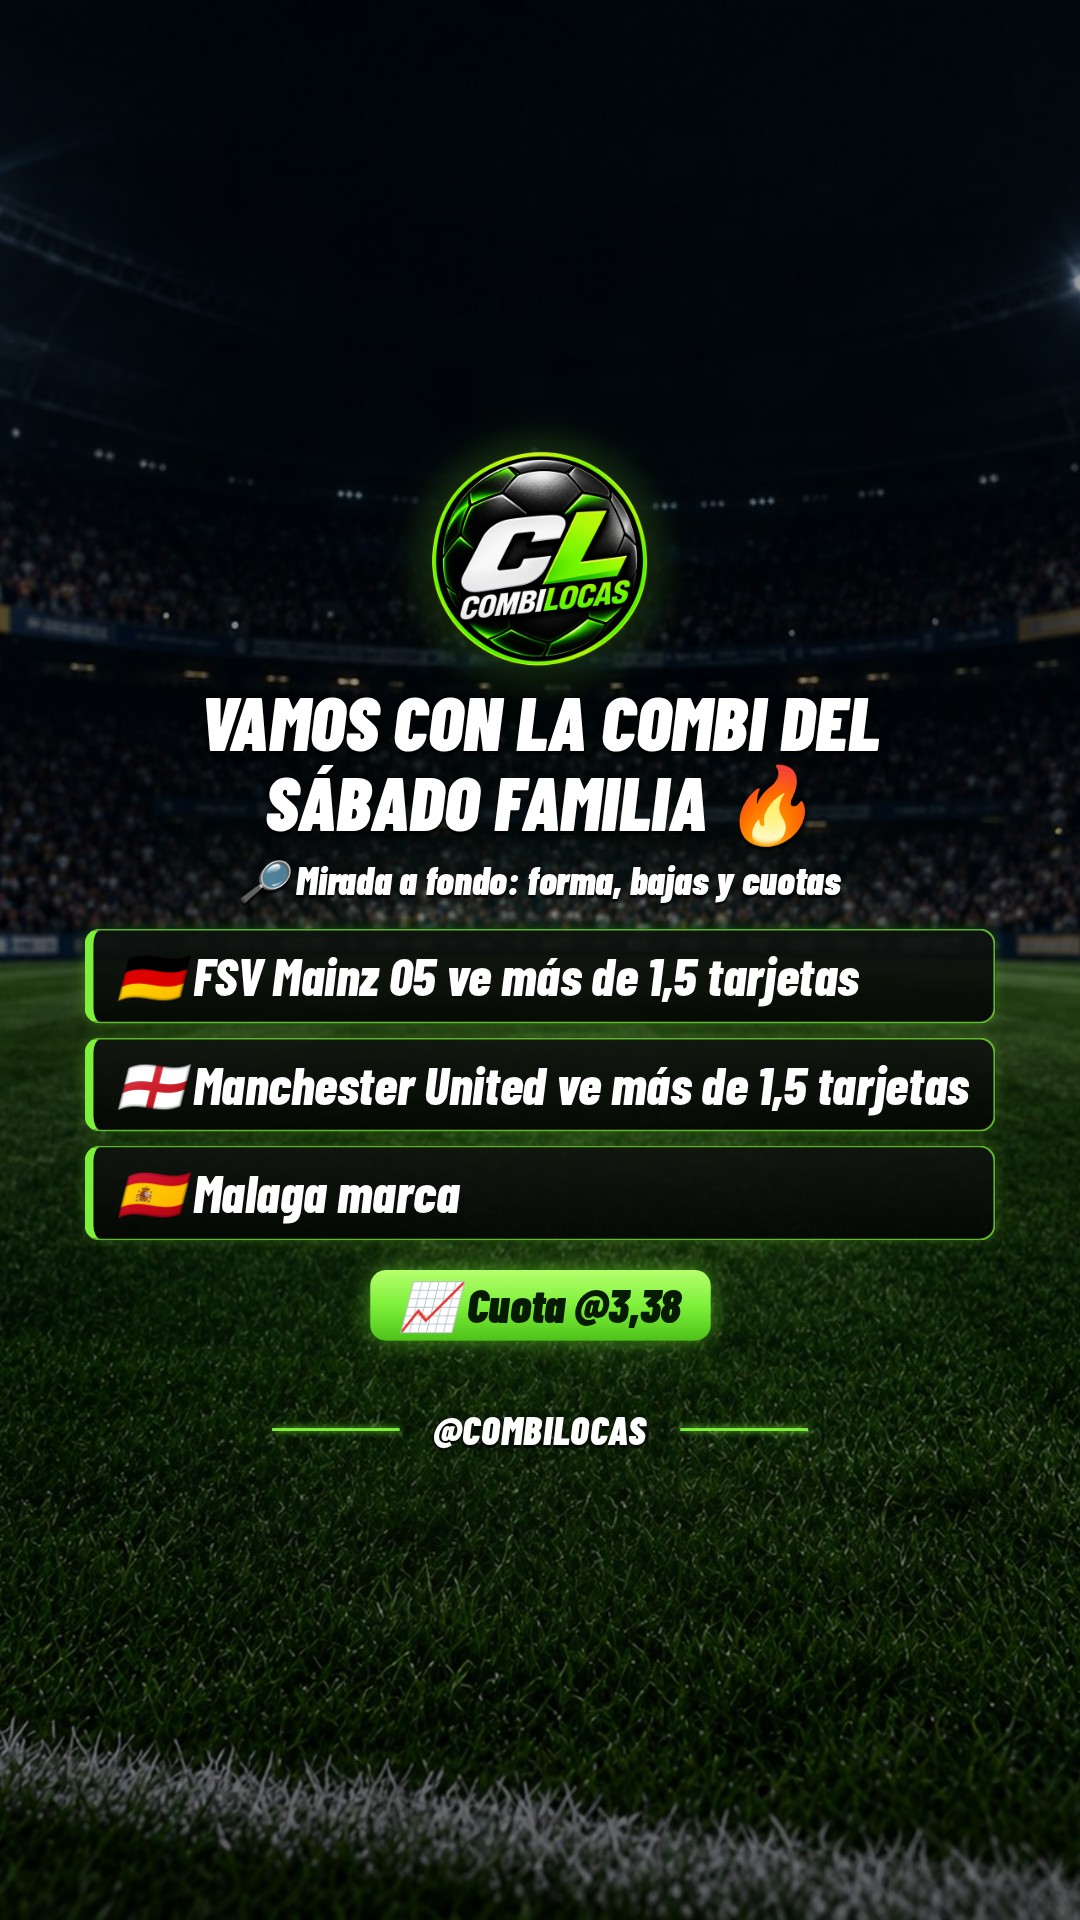 CL
COMBILOCAS
VAMOS CON LA COMBI DEL
SÁBADO FAMILIA 🔥
🔎 Mirada a fondo: forma, bajas y cuotas
🇩🇪 FSV Mainz 05 ve más de 1,5 tarjetas
🏴󠁧󠁢󠁥󠁮󠁧󠁿 Manchester United ve más de 1,5 tarjetas
🇪🇸 Malaga marca
📈 Cuota @3,38
@COMBILOCAS